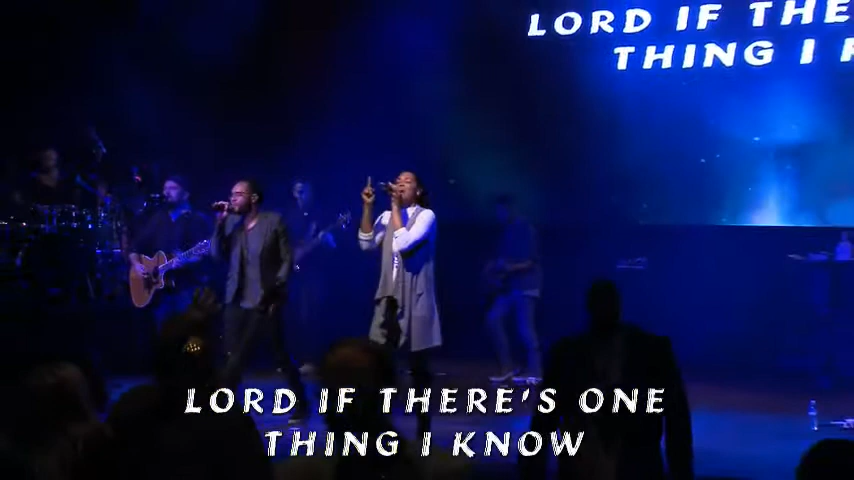 LORD IF THE
THING I
LORD IF THERE'S ONE
THING I KNOW